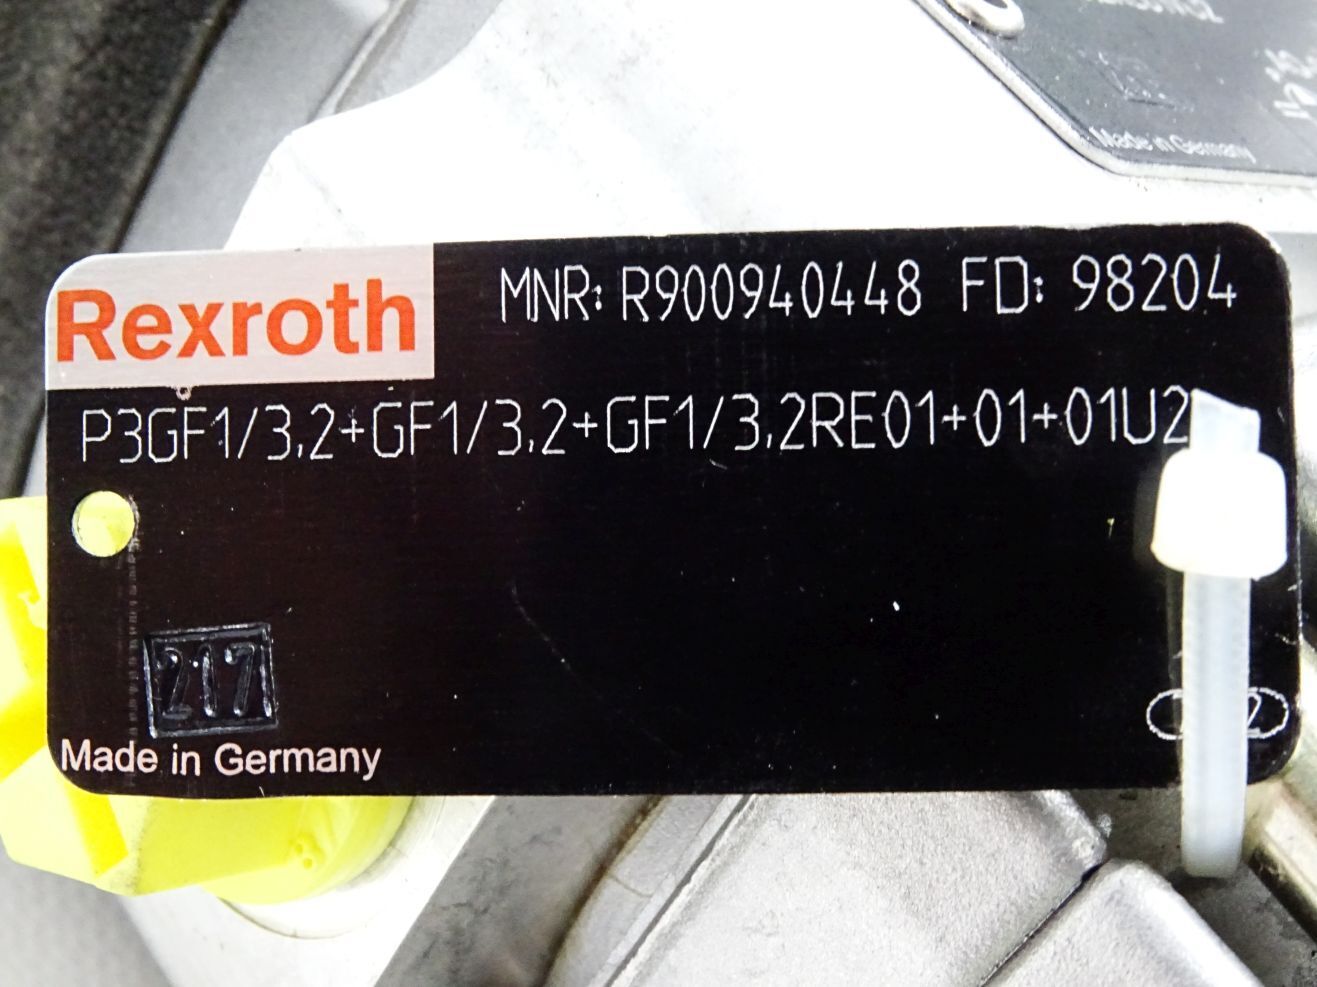 Made in Germany
Rexroth
MNR: R900940448 FD: 98204
P3GF1/3,2+GF1/3,2+GF1/3,2RE01+01+01U2
217
Made in Germany